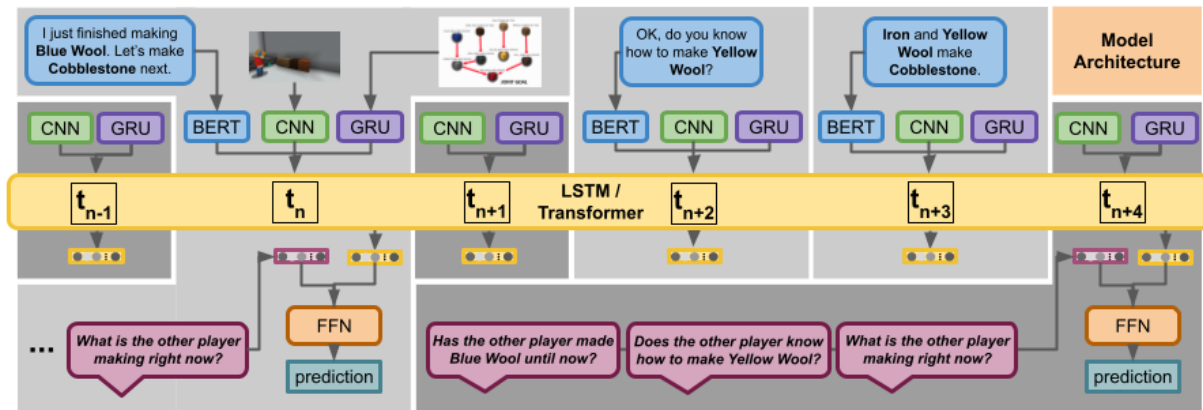 I just finished making
Blue Wool. Let's make
Cobblestone next.
OK, do you know
how to make Yellow
Wool?
Iron and Yellow
Wool make
Cobblestone.
Model
Architecture
CNN
GRU
BERT
CNN
GRU
CNN
GRU
BERT
CNN
GRU
BERT
CNN
GRU
CNN
GRU
LSTM /
Transformer
tn-1
tn
tn+1
tn+2
tn+3
tn+4
...
What is the other player
making right now?
FFN
prediction
Has the other player made
Blue Wool until now?
Does the other player know
how to make Yellow Wool?
What is the other player
making right now?
FFN
prediction